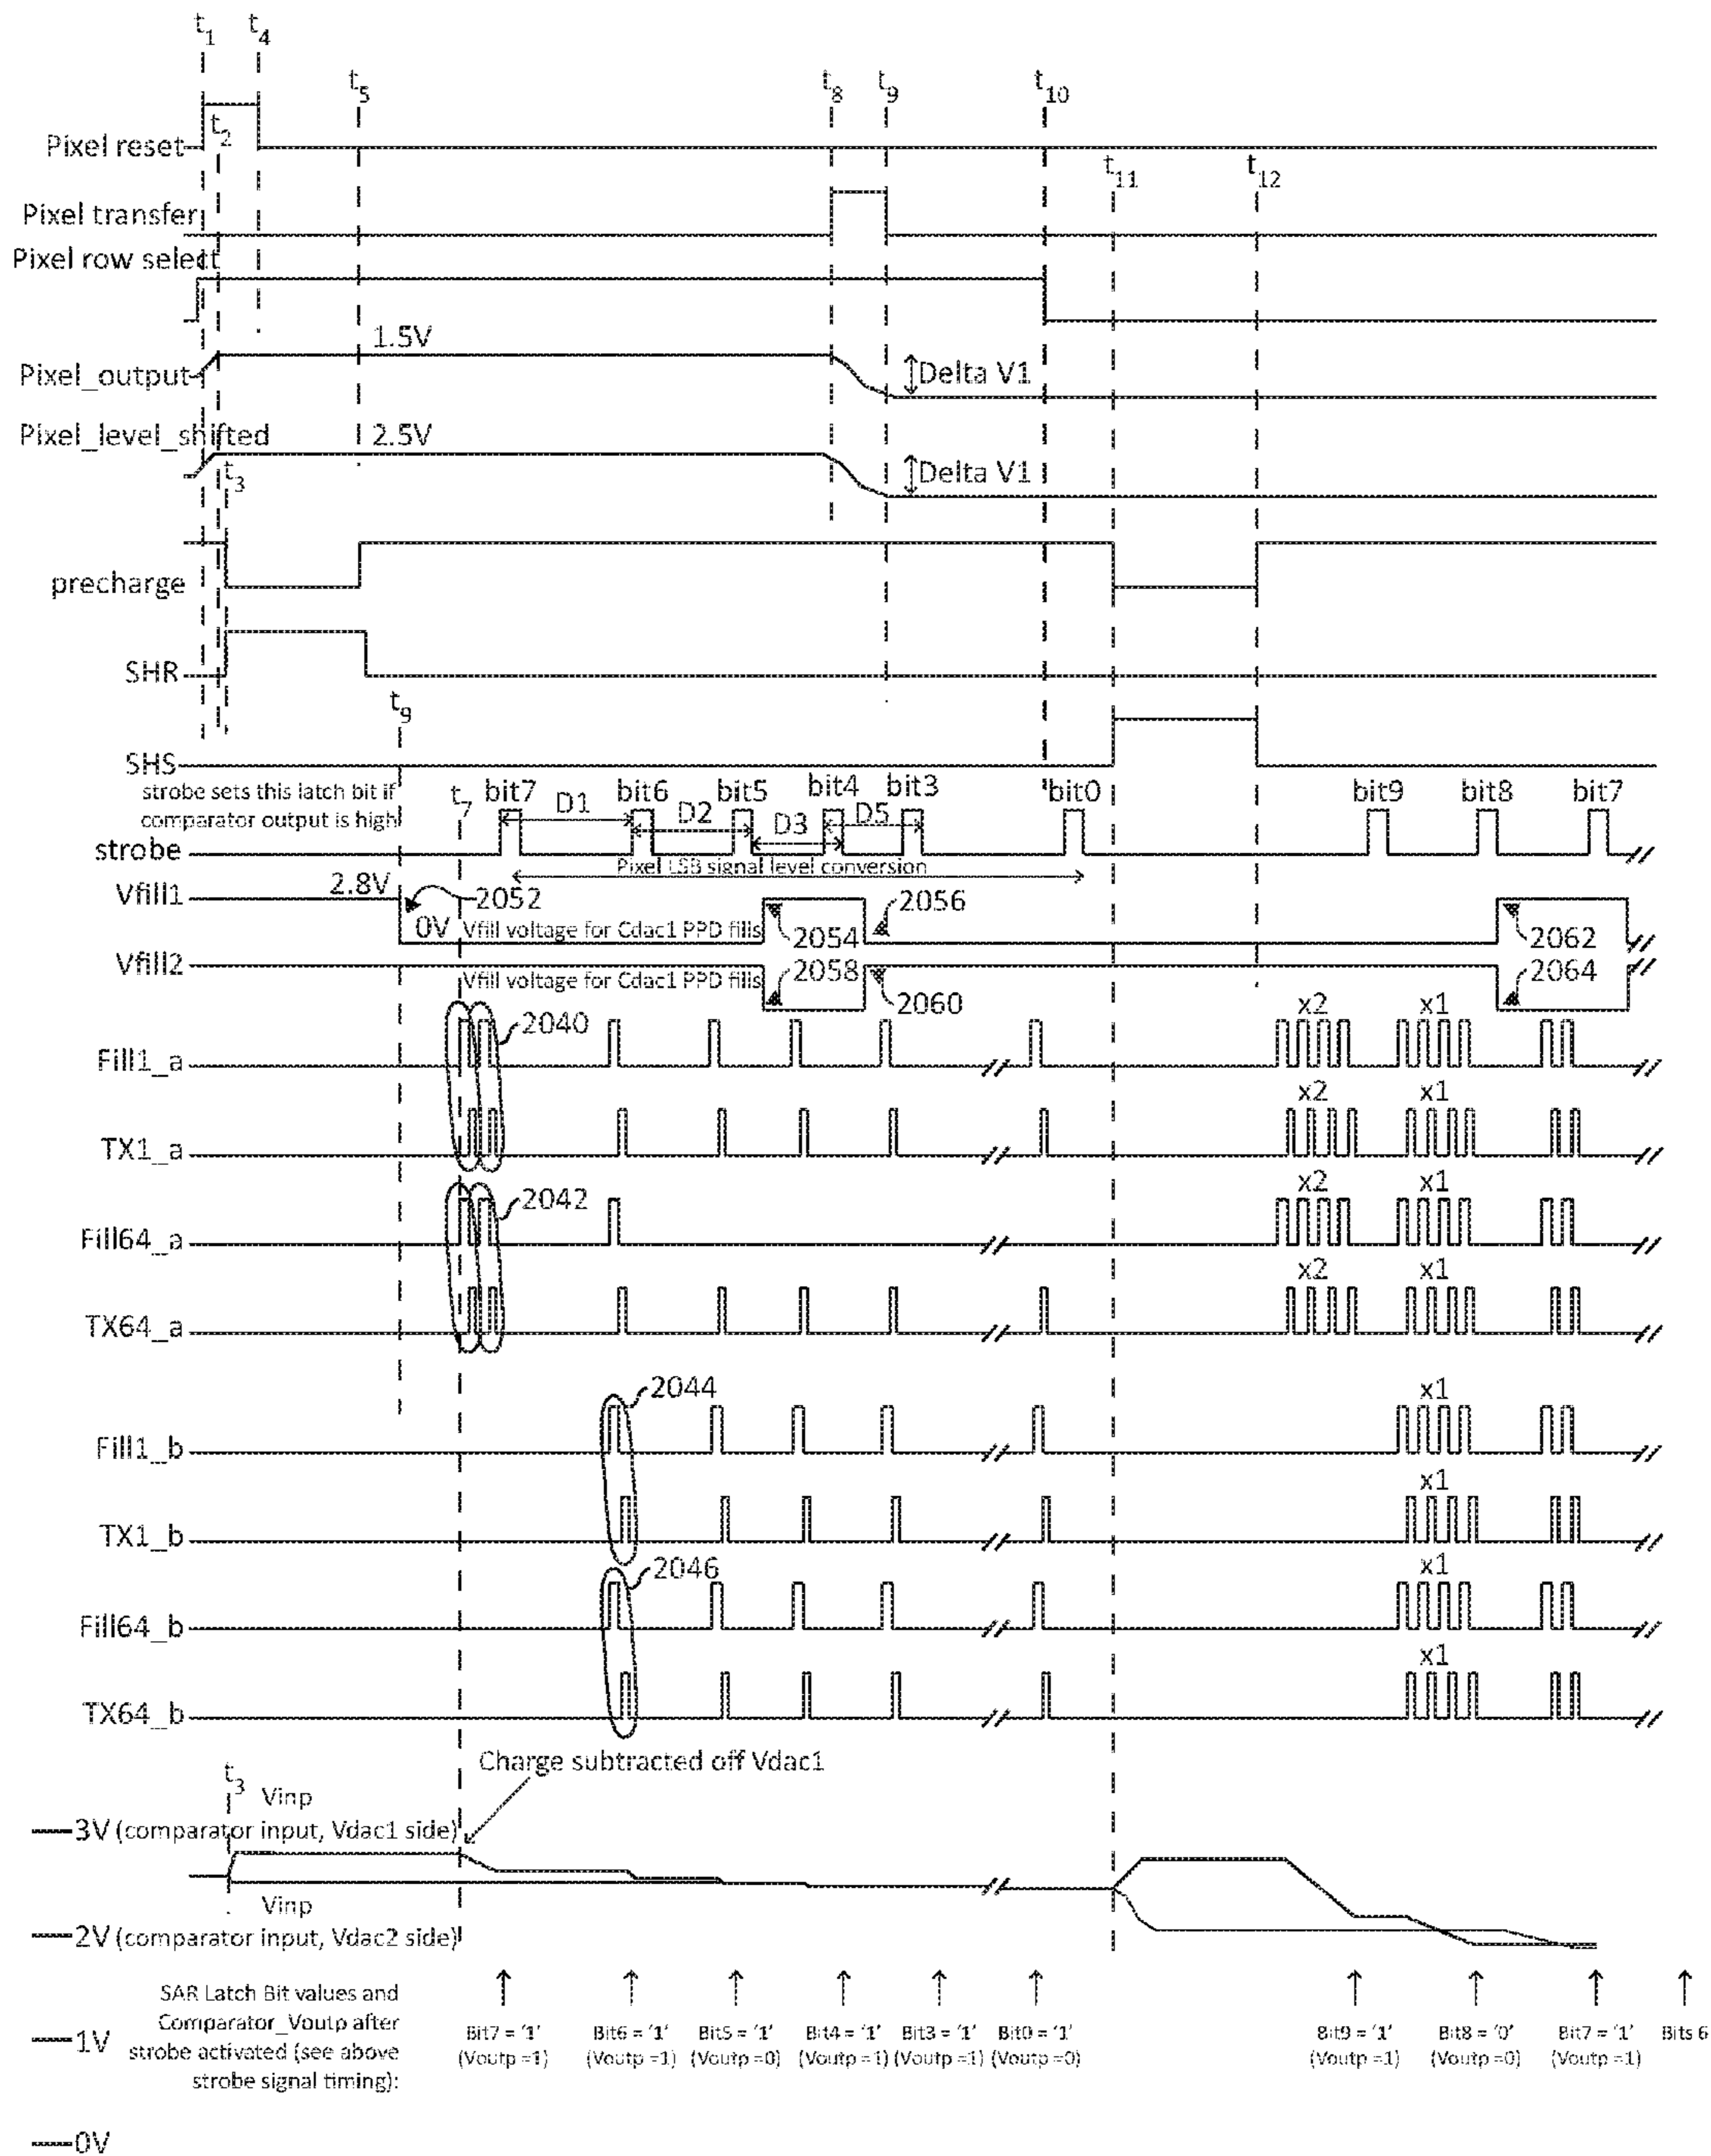 t1 t4
t5 t8 t9 t10
t2
Pixel reset
t11 t12
Pixel transfer
Pixel row select
1.5V
Pixel_output
Delta V1
Pixel_level_shifted
2.5V
t3
Delta V1
precharge
SHR
t9
SHS
strobe sets this latch bit if
comparator output is high
t7 bit7 bit6 bit5 bit4 bit3 bit0 bit9 bit8 bit7
D1 D2 D3 D5
strobe
Pixel LSB signal level conversion
2.8V
Vfill1
2052 2056
0V Vfill voltage for Cdac1 PPD fills
2054 2062
Vfill2
Vfill voltage for Cdac1 PPD fills
2058 2064
2060
x2 x1
2040
Fill1_a
x2 x1
TX1_a
x2 x1
2042
Fill64_a
x2 x1
TX64_a
2044 x1
Fill1_b
x1
TX1_b
2046 x1
Fill64_b
x1
TX64_b
Charge subtracted off Vdac1
t3 Vinp
3V (comparator input, Vdac1 side)
Vinp
2V (comparator input, Vdac2 side)
SAR Latch Bit values and
Comparator_Voutp after
strobe activated (see above
strobe signal timing):
1V
Bit7 = '1' Bit6 = '1' Bit5 = '1' Bit4 = '1' Bit3 = '1' Bit0 = '1' Bit9 = '1' Bit8 = '0' Bit7 = '1' Bits 6
(Voutp =1) (Voutp =1) (Voutp =0) (Voutp =1) (Voutp =1) (Voutp =0) (Voutp =1) (Voutp =0) (Voutp =1)
0V